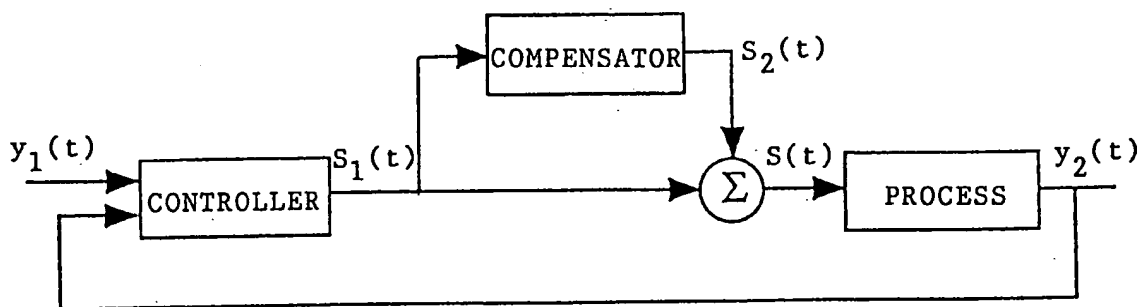 COMPENSATOR
S₂(t)
y₁(t)
S₁(t)
S(t)
y₂(t)
CONTROLLER
Σ
PROCESS